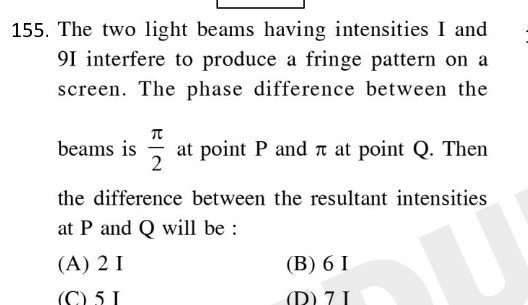 155. The two light beams having intensities I and
9I interfere to produce a fringe pattern on a
screen. The phase difference between the
beams is π/2 at point P and π at point Q. Then
the difference between the resultant intensities
at P and Q will be :
(A) 2 I (B) 6 I
(C) 5 I (D) 7 I